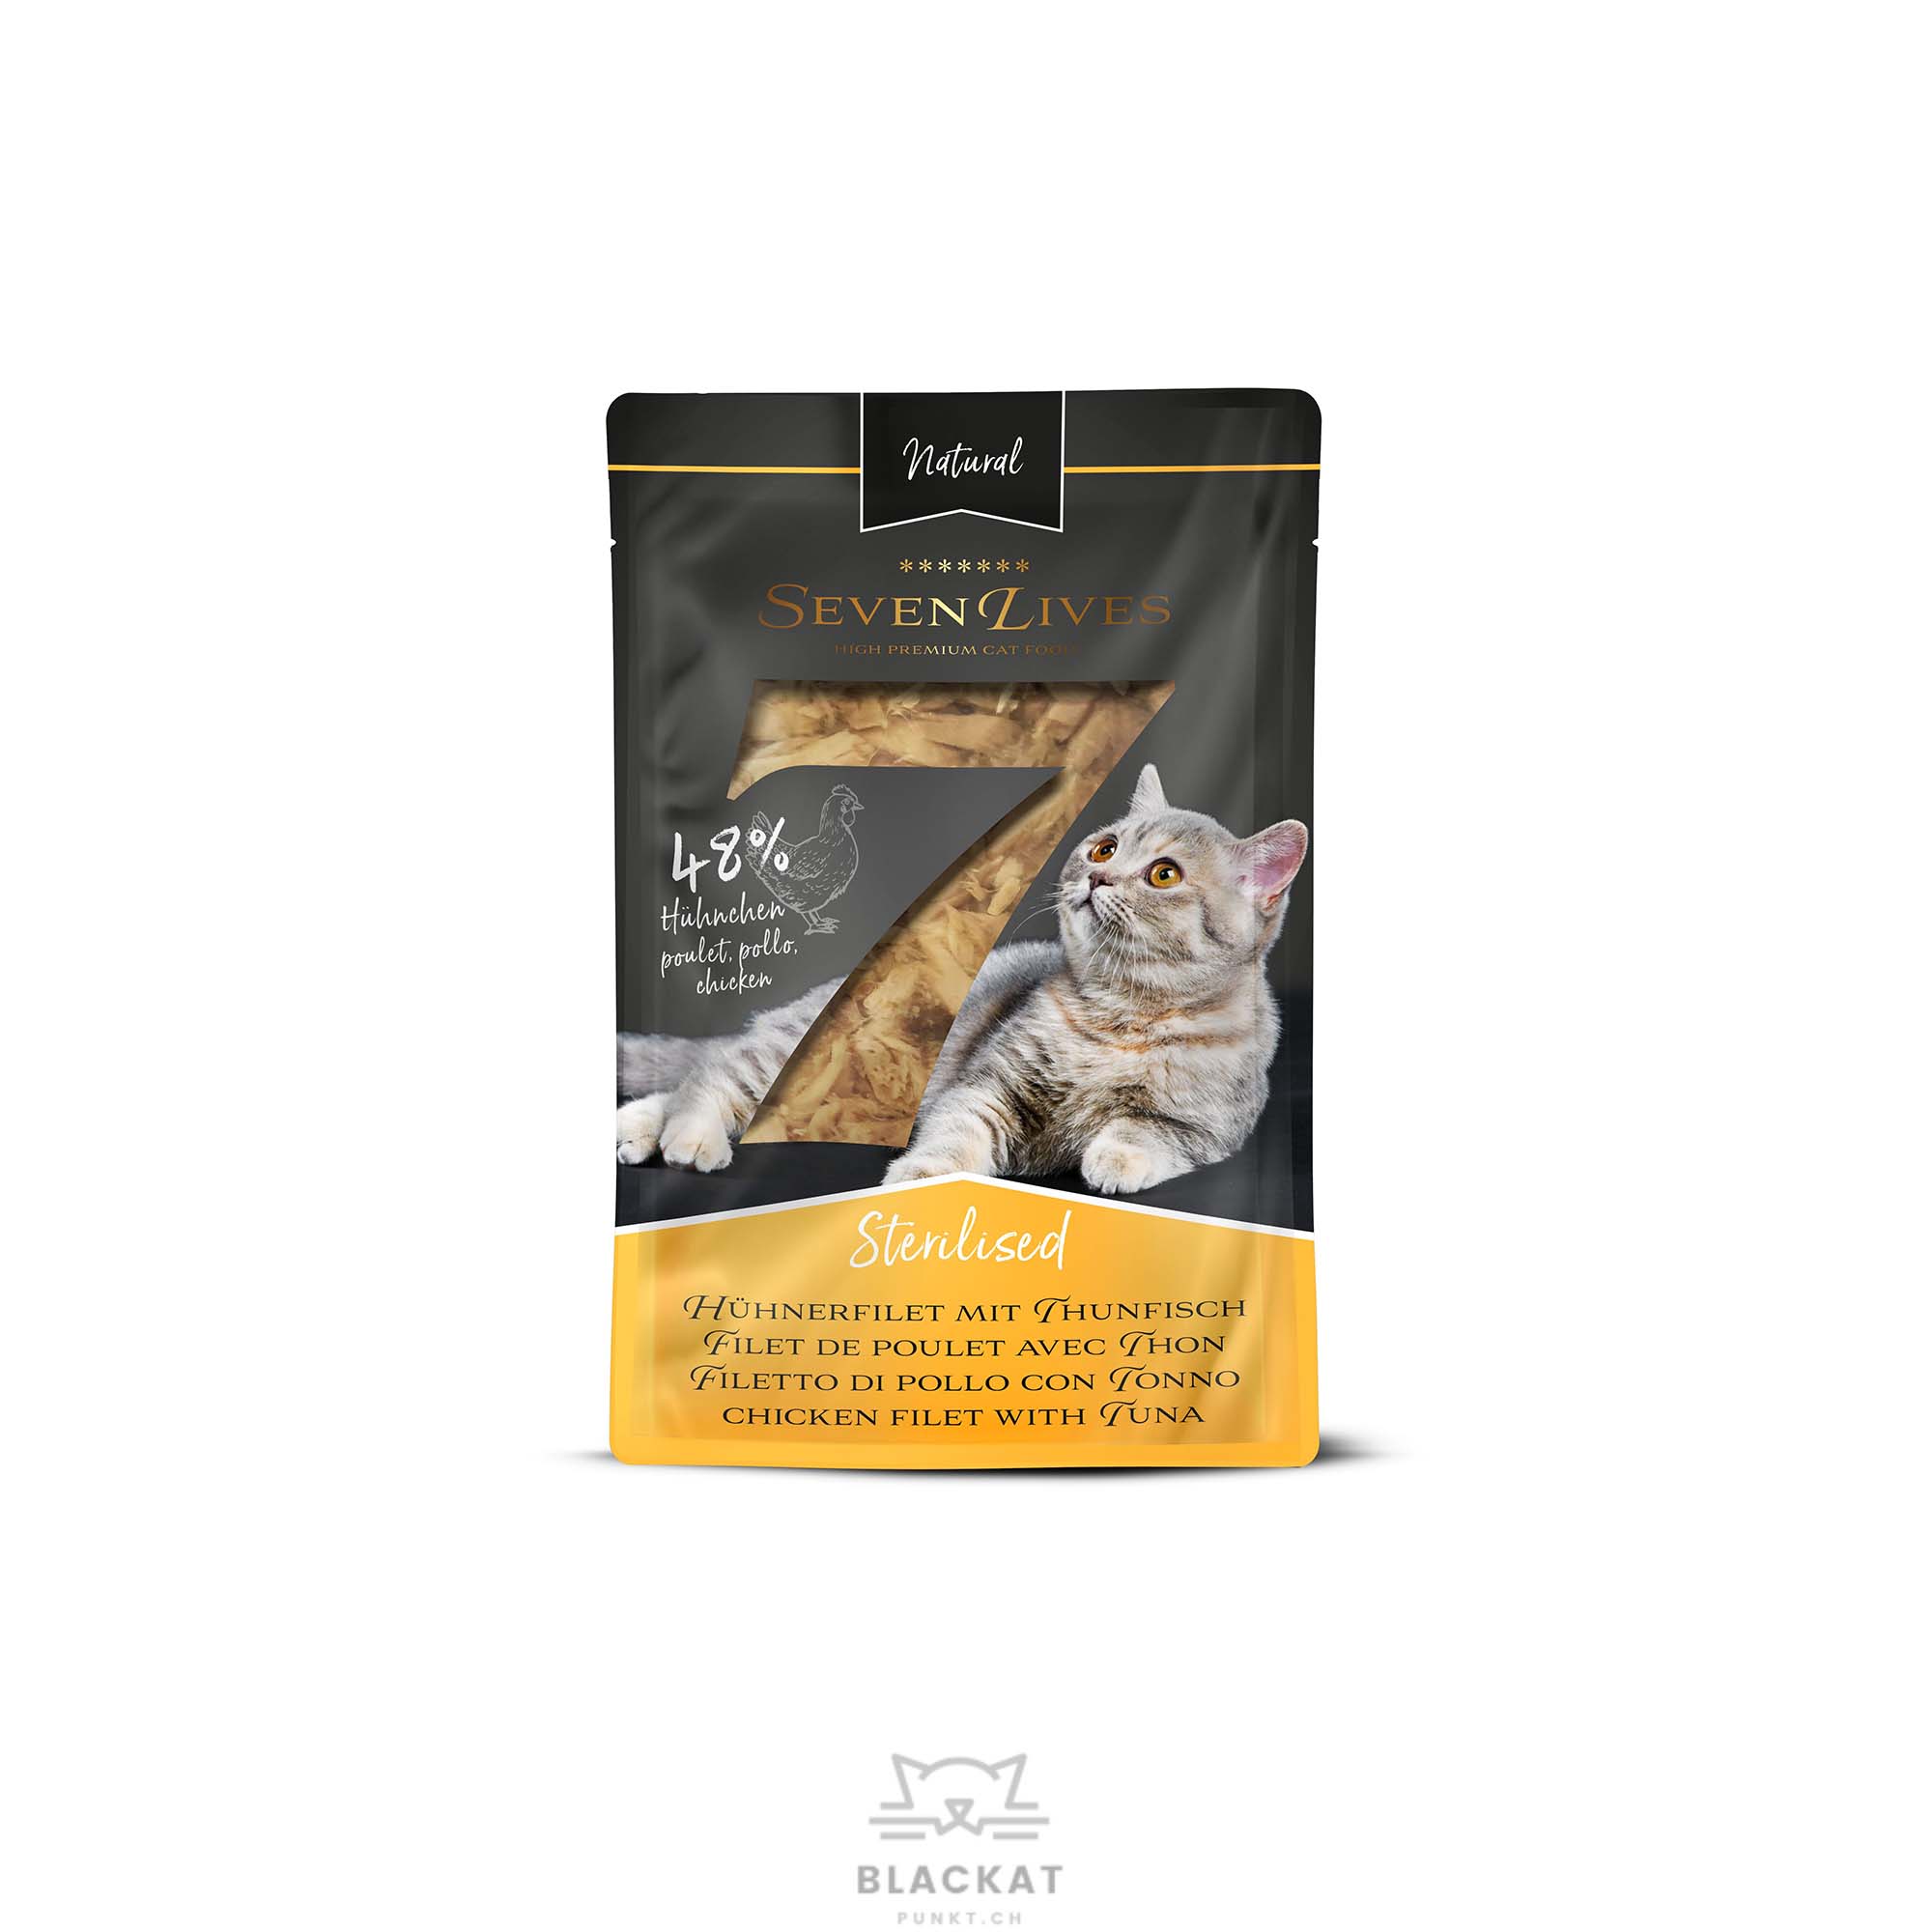 Natural
*******
SEVEN LIVES
HIGH PREMIUM CAT FOOD
48%
Hühnchen
poulet, pollo,
chicken
Sterilised
HÜHNERFILET MIT THUNFISCH
FILET DE POULET AVEC THON
FILETTO DI POLLO CON TONNO
CHICKEN FILET WITH TUNA
BLACKAT
PUNKT.CH